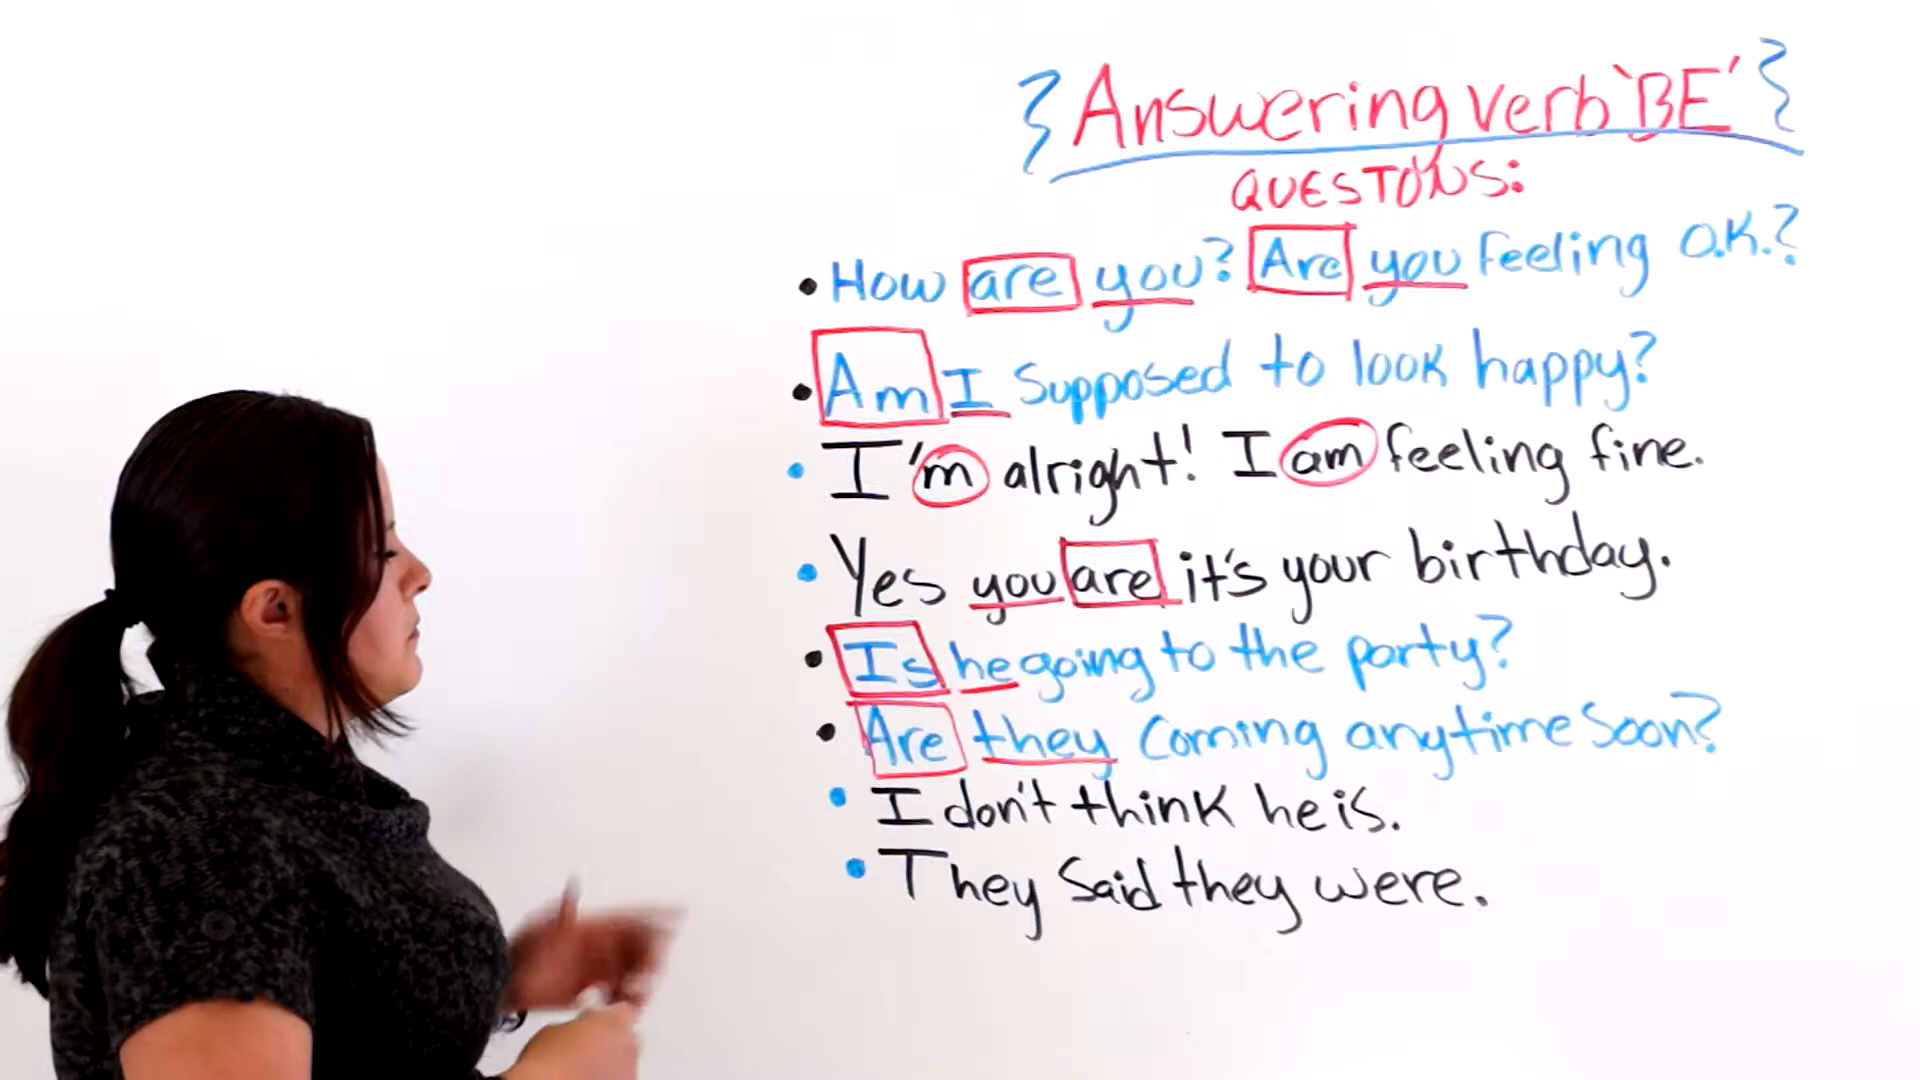 {Answering verb 'BE'}
QUESTONS:
• How are you? Are you feeling O.K.?
• Am I supposed to look happy?
• I'm alright! I am feeling fine.
• Yes you are it's your birthday.
• Is he going to the party?
• Are they coming anytime soon?
• I don't think he is.
• They said they were.